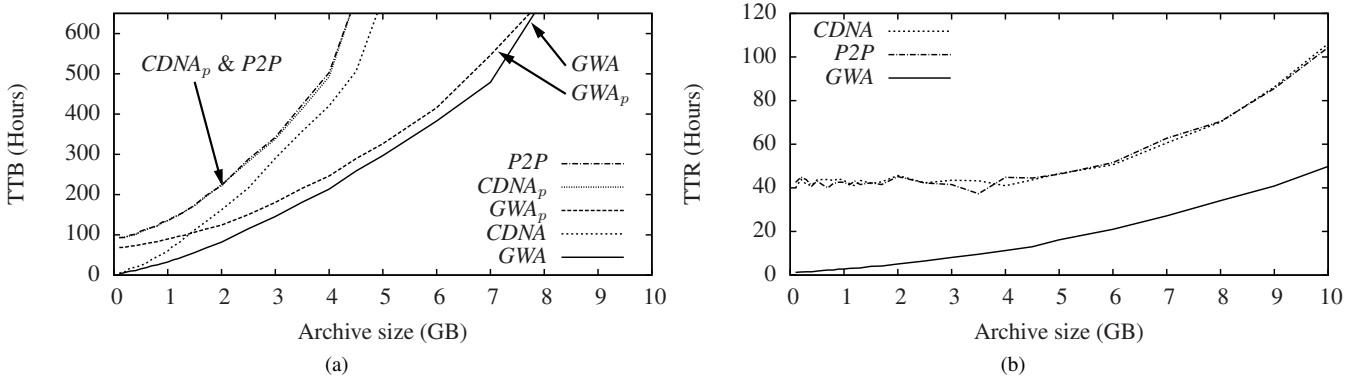 TTB (Hours)
600
500
400
300
200
100
0
0 1 2 3 4 5 6 7 8 9 10
Archive size (GB)
CDNAp & P2P
GWA
GWAp
P2P
CDNAp
GWAp
CDNA
GWA
(a)
TTR (Hours)
120
100
80
60
40
20
0
0 1 2 3 4 5 6 7 8 9 10
Archive size (GB)
CDNA
P2P
GWA
(b)